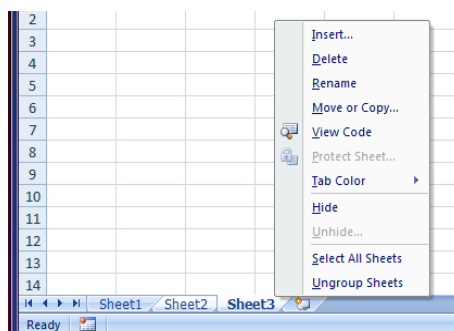 2
3
4
5
6
7
8
9
10
11
12
13
14
Insert...
Delete
Rename
Move or Copy...
View Code
Protect Sheet...
Tab Color
Hide
Unhide...
Select All Sheets
Ungroup Sheets
Sheet1 Sheet2 Sheet3
Ready